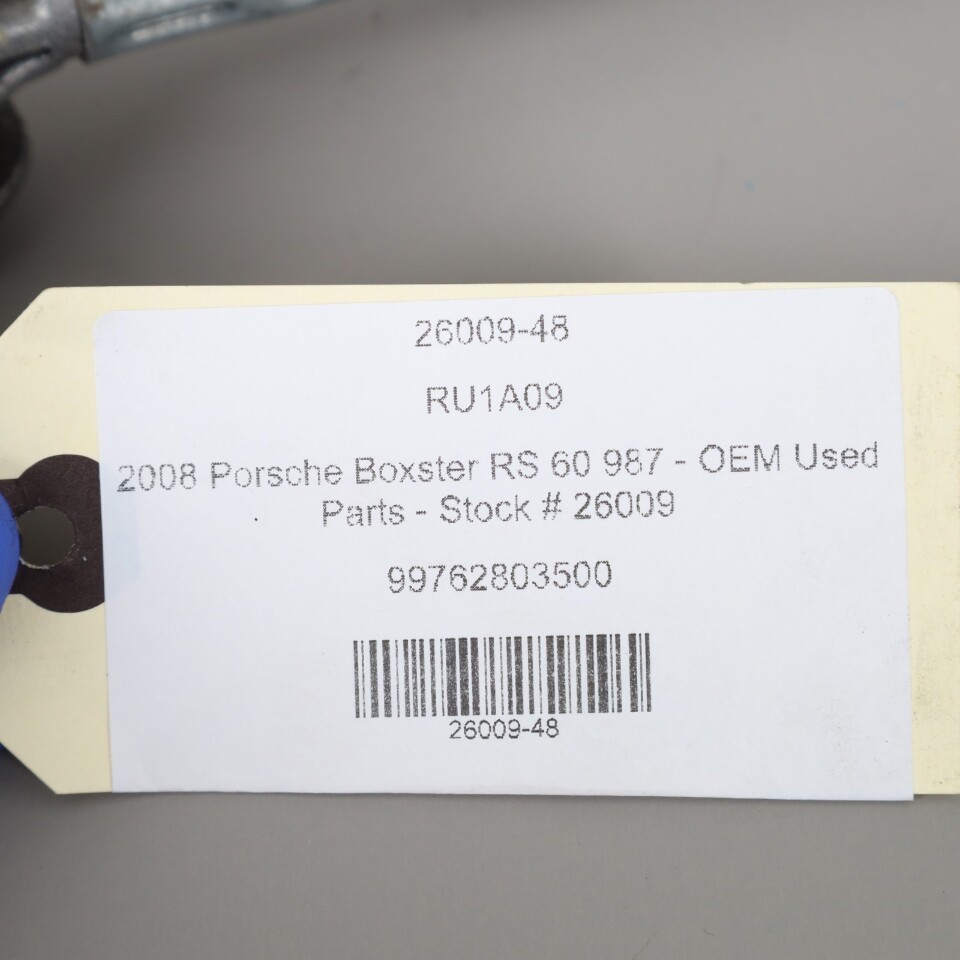 26009-48
RU1A09
2008 Porsche Boxster RS 60 987 - OEM Used
Parts - Stock # 26009
99762803500
26009-48